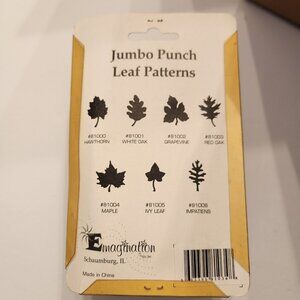 Jumbo Punch
Leaf Patterns
#81000 #81001 #81002 #81003
HAWTHORN WHITE OAK GRAPEVINE RED OAK
#81004 #81005 #81006
MAPLE IVY LEAF IMPATIENS
Emagination
Schaumburg, IL
Made in China